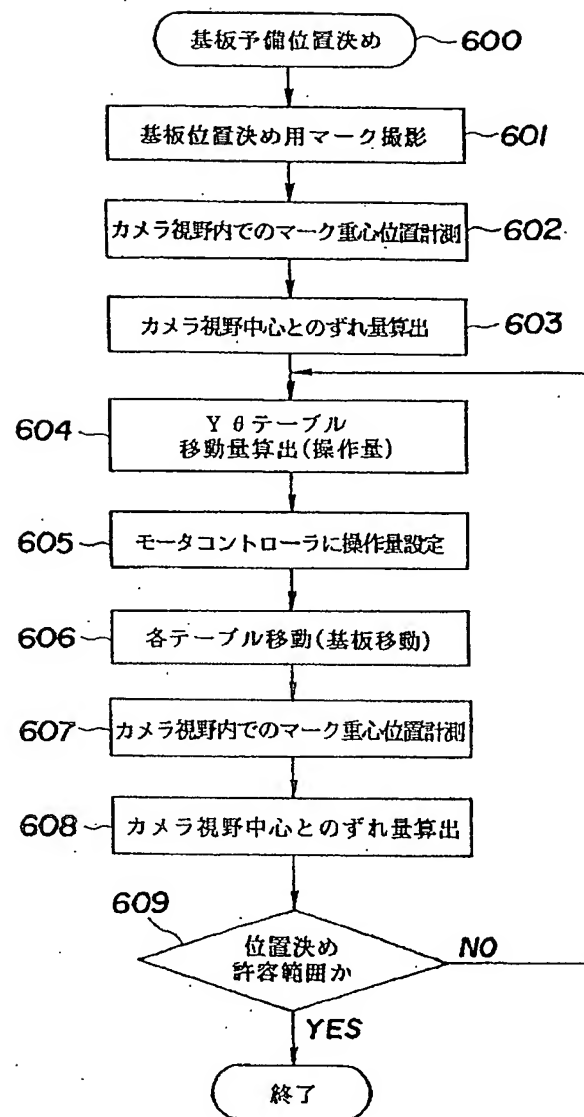 基板予備位置決め 600
基板位置決め用マーク撮影 601
カメラ視野内でのマーク重心位置計測 602
カメラ視野中心とのずれ量算出 603
604 Yθテーブル
移動量算出(操作量)
605 モータコントローラに操作量設定
606 各テーブル移動(基板移動)
607 カメラ視野内でのマーク重心位置計測
608 カメラ視野中心とのずれ量算出
609
位置決め
許容範囲か
NO
YES
終了